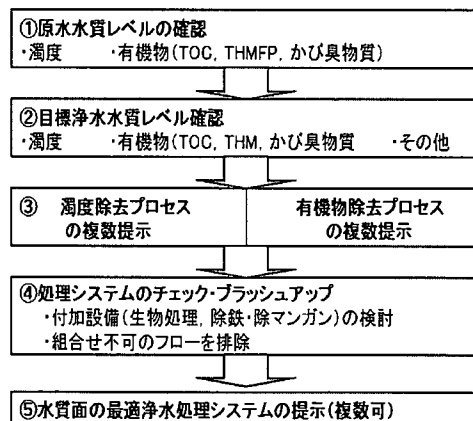 ①原水水質レベルの確認
・濁度　・有機物(TOC, THMFP, かび臭物質)
②目標浄水水質レベル確認
・濁度　・有機物(TOC, THM, かび臭物質　・その他
③　濁度除去プロセス
の複数提示
有機物除去プロセス
の複数提示
④処理システムのチェック・ブラッシュアップ
・付加設備(生物処理, 除鉄・除マンガン)の検討
・組合せ不可のフローを排除
⑤水質面の最適浄水処理システムの提示(複数可)